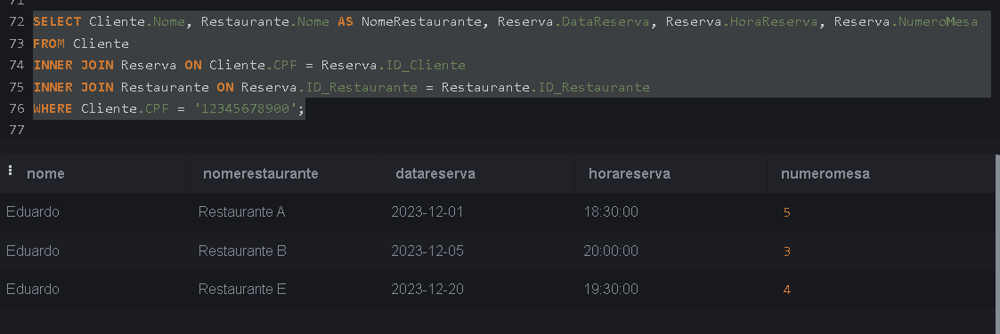 72 SELECT Cliente.Nome, Restaurante.Nome AS NomeRestaurante, Reserva.DataReserva, Reserva.HoraReserva, Reserva.NumeroMesa
73 FROM Cliente
74 INNER JOIN Reserva ON Cliente.CPF = Reserva.ID_Cliente
75 INNER JOIN Restaurante ON Reserva.ID_Restaurante = Restaurante.ID_Restaurante
76 WHERE Cliente.CPF = '12345678900';
77
nome nomerestaurante datareserva horareserva numeromesa
Eduardo Restaurante A 2023-12-01 18:30:00 5
Eduardo Restaurante B 2023-12-05 20:00:00 3
Eduardo Restaurante E 2023-12-20 19:30:00 4